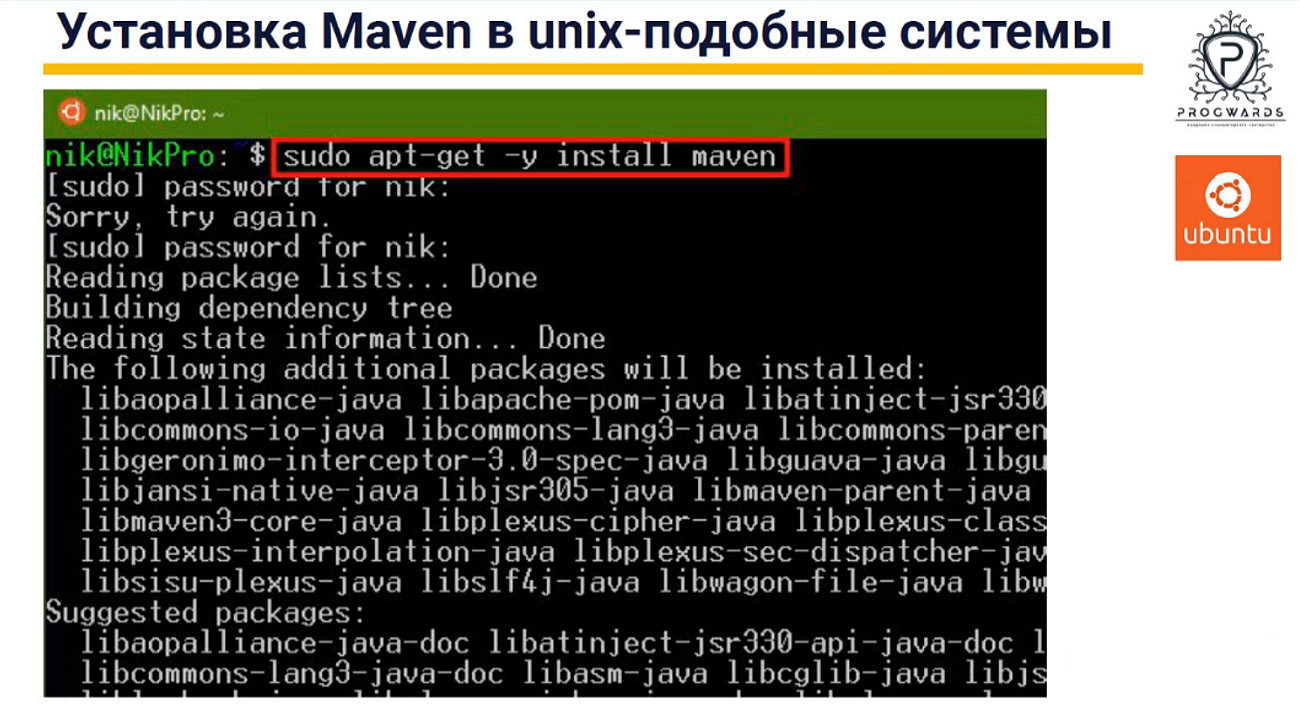 Установка Maven в unix-подобные системы
PROGWARDS
nik@NikPro: ~
nik@NikPro:~$ sudo apt-get -y install maven
[sudo] password for nik:
Sorry, try again.
[sudo] password for nik:
Reading package lists... Done
Building dependency tree
Reading state information... Done
The following additional packages will be installed:
libaopalliance-java libapache-pom-java libatinject-jsr330
libcommons-io-java libcommons-lang3-java libcommons-paren
libgeronimo-interceptor-3.0-spec-java libguava-java libgu
libjansi-native-java libjsr305-java libmaven-parent-java
libmaven3-core-java libplexus-cipher-java libplexus-class
libplexus-interpolation-java libplexus-sec-dispatcher-jav
libsisu-plexus-java libslf4j-java libwagon-file-java libw
Suggested packages:
libaopalliance-java-doc libatinject-jsr330-api-java-doc l
libcommons-lang3-java-doc libasm-java libcglib-java libjs
ubuntu